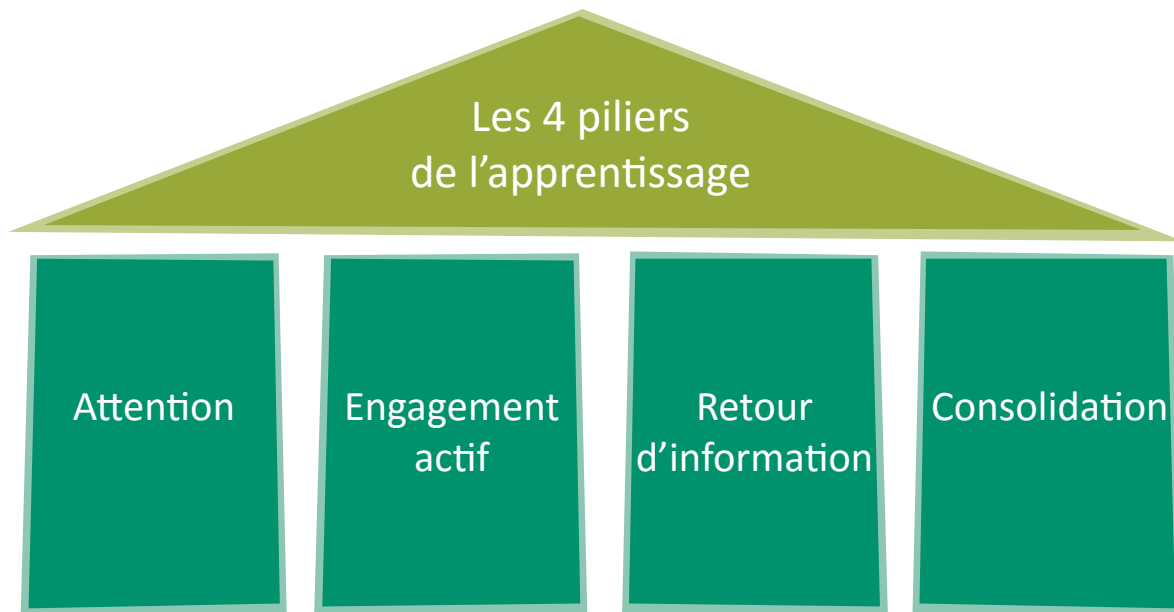 Les 4 piliers
de l’apprentissage
Attention
Engagement
actif
Retour
d’information
Consolidation